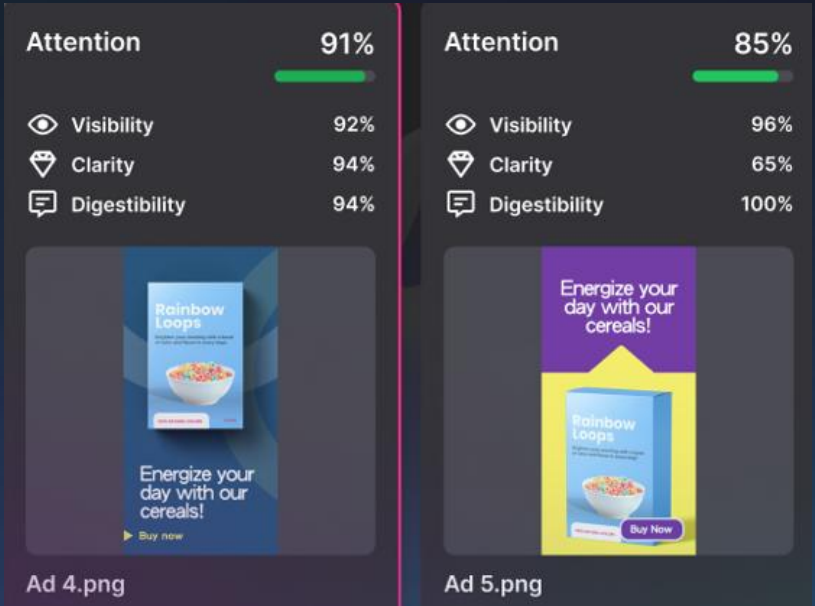 Attention 91%
Visibility 92%
Clarity 94%
Digestibility 94%
Rainbow
Loops
Energize your
day with our
cereals!
Buy now
Ad 4.png
Attention 85%
Visibility 96%
Clarity 65%
Digestibility 100%
Energize your
day with our
cereals!
Rainbow
Loops
Buy Now
Ad 5.png